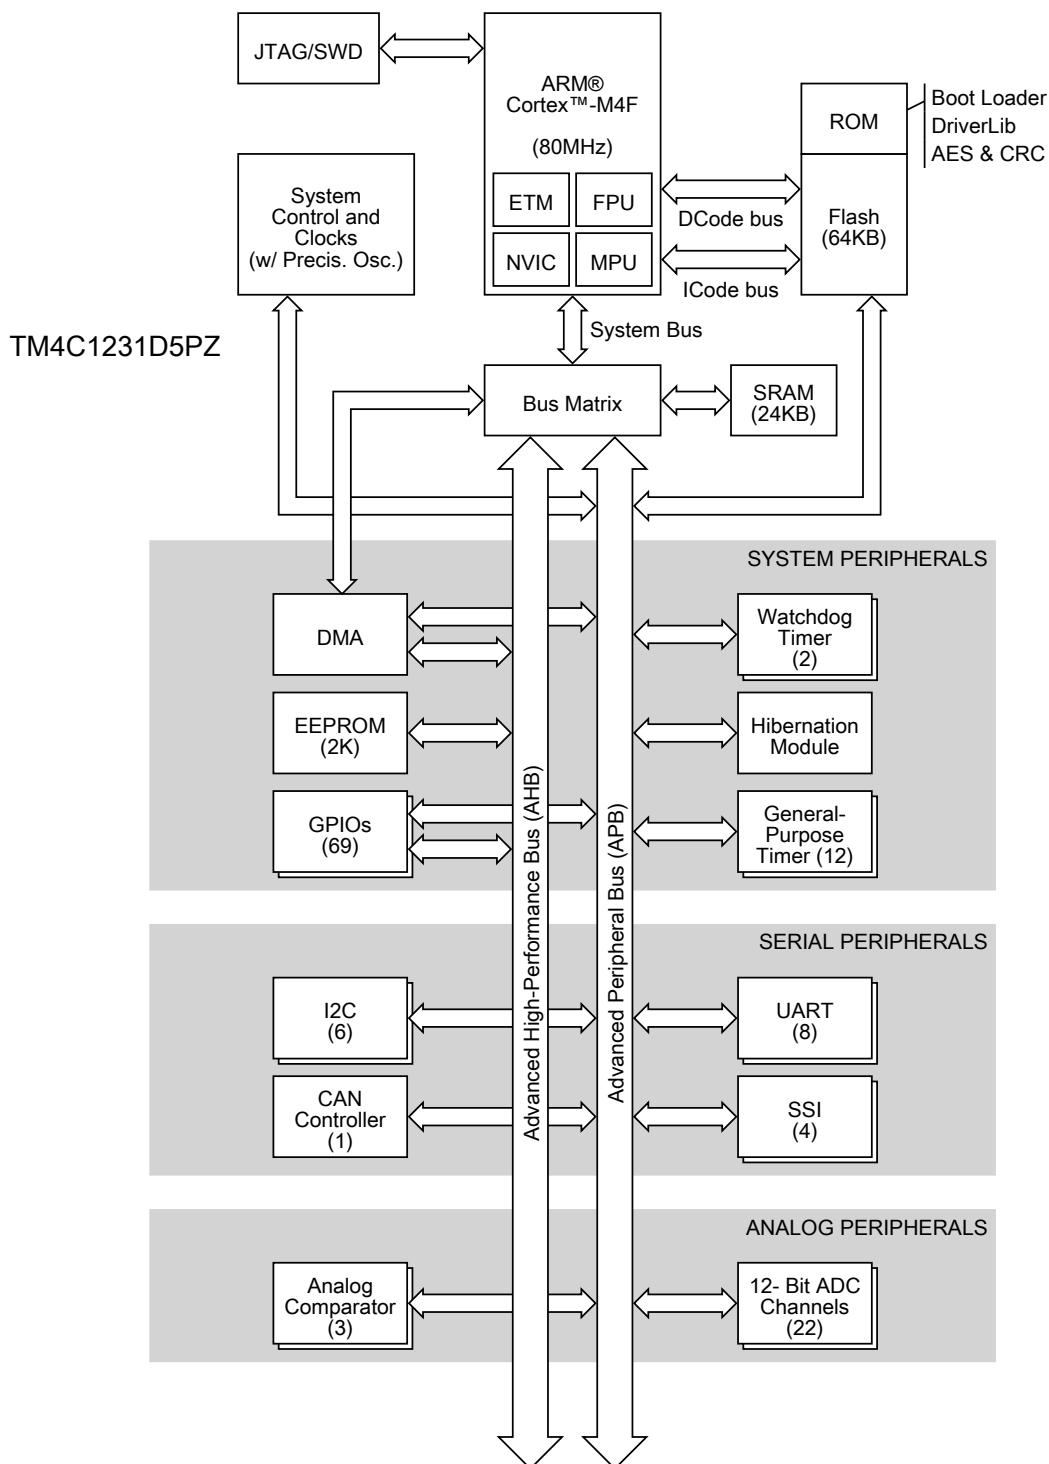 JTAG/SWD
ARM®
Cortex™-M4F
(80MHz)
ETM
FPU
NVIC
MPU
ROM
Boot Loader
DriverLib
AES & CRC
System
Control and
Clocks
(w/ Precis. Osc.)
DCode bus
Flash
(64KB)
ICode bus
TM4C1231D5PZ
System Bus
Bus Matrix
SRAM
(24KB)
SYSTEM PERIPHERALS
DMA
Watchdog
Timer
(2)
EEPROM
(2K)
Hibernation
Module
GPIOs
(69)
General-
Purpose
Timer (12)
Advanced High-Performance Bus (AHB)
Advanced Peripheral Bus (APB)
SERIAL PERIPHERALS
I2C
(6)
UART
(8)
CAN
Controller
(1)
SSI
(4)
ANALOG PERIPHERALS
Analog
Comparator
(3)
12- Bit ADC
Channels
(22)